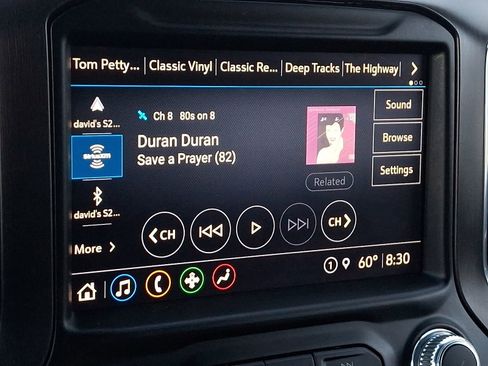 Tom Petty... Classic Vinyl Classic Re... Deep Tracks The Highway
Ch 8 80s on 8
Sound
david's S2...
Duran Duran
Browse
SiriusXM
Save a Prayer (82)
Settings
Related
david's S2...
More
CH
CH
1 60° 8:30